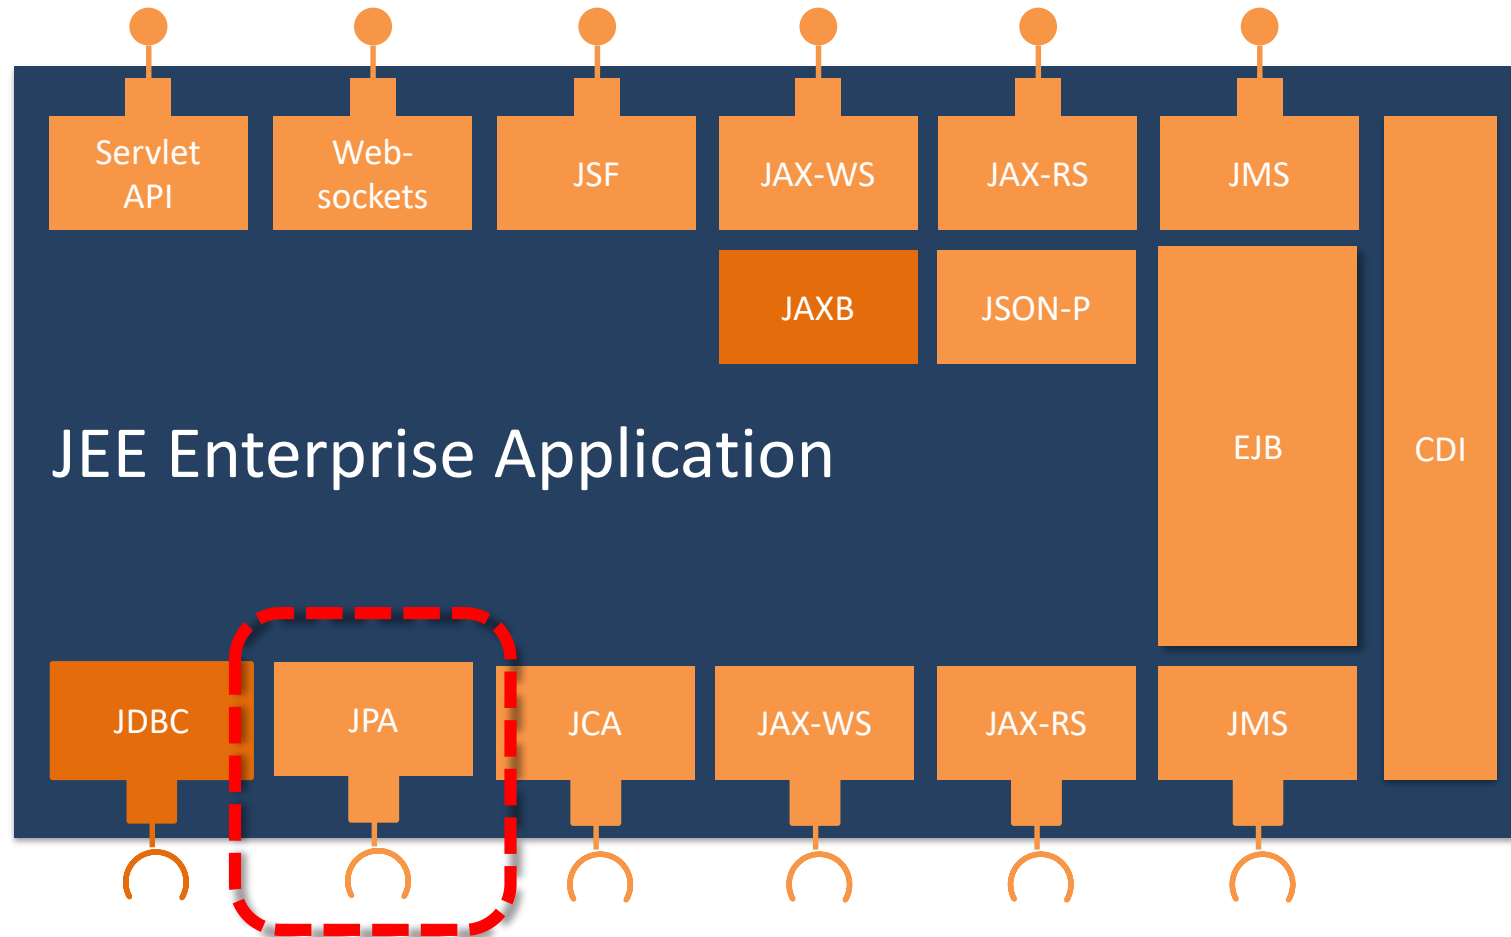 Servlet
API
Web-
sockets
JSF
JAX-WS
JAX-RS
JMS
JAXB
JSON-P
JEE Enterprise Application
EJB
CDI
JDBC
JPA
JCA
JAX-WS
JAX-RS
JMS